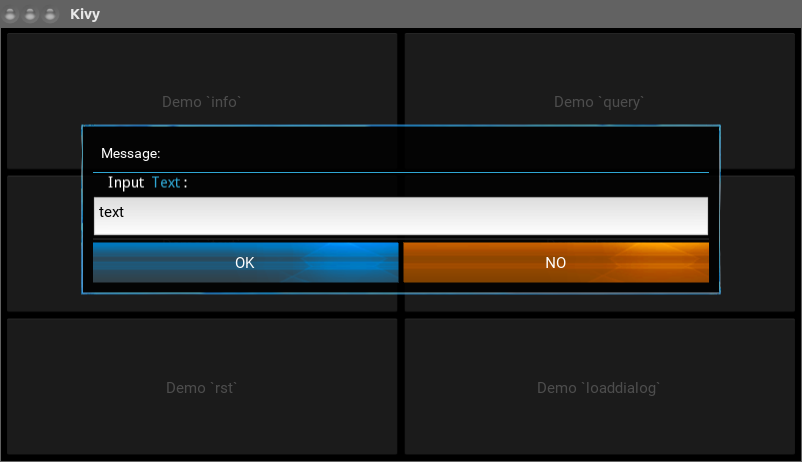 Kivy
Demo `info`
Demo `query`
Message:
Input Text:
text
OK
NO
Demo `rst`
Demo `loaddialog`